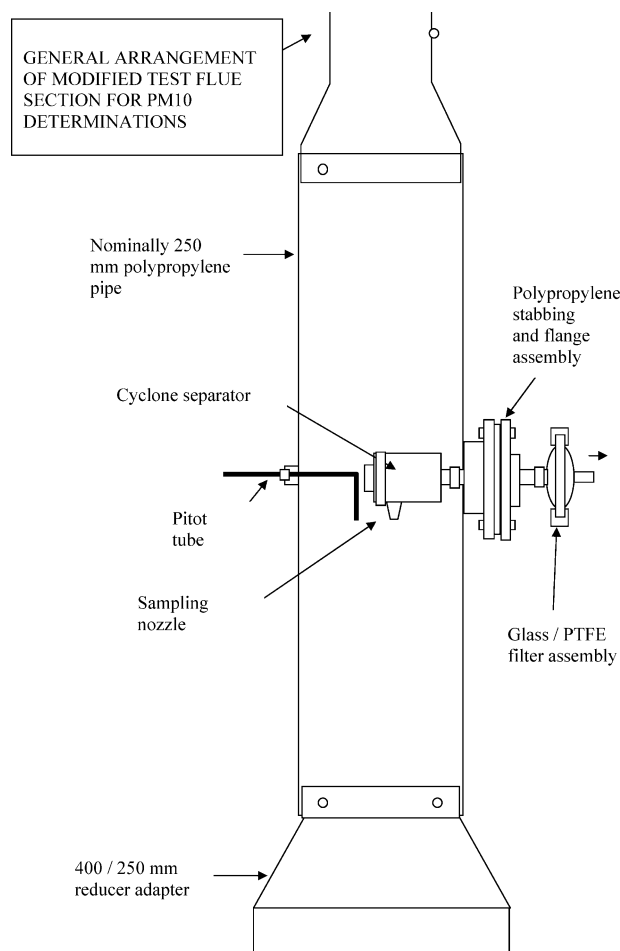 GENERAL ARRANGEMENT
OF MODIFIED TEST FLUE
SECTION FOR PM10
DETERMINATIONS
Nominally 250
mm polypropylene
pipe
Polypropylene
stabbing
and flange
assembly
Cyclone separator
Pitot
tube
Sampling
nozzle
Glass / PTFE
filter assembly
400 / 250 mm
reducer adapter